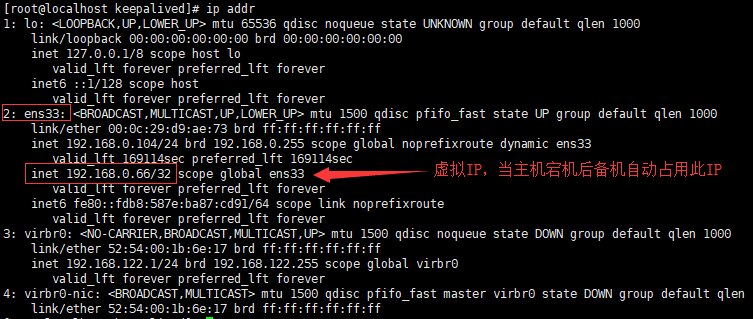 [root@localhost keepalived]# ip addr
1: lo: <LOOPBACK,UP,LOWER_UP> mtu 65536 qdisc noqueue state UNKNOWN group default qlen 1000
    link/loopback 00:00:00:00:00:00 brd 00:00:00:00:00:00
    inet 127.0.0.1/8 scope host lo
       valid_lft forever preferred_lft forever
    inet6 ::1/128 scope host
       valid_lft forever preferred_lft forever
2: ens33: <BROADCAST,MULTICAST,UP,LOWER_UP> mtu 1500 qdisc pfifo_fast state UP group default qlen 1000
    link/ether 00:0c:29:d9:ae:73 brd ff:ff:ff:ff:ff:ff
    inet 192.168.0.104/24 brd 192.168.0.255 scope global noprefixroute dynamic ens33
       valid_lft 169114sec preferred_lft 169114sec
    inet 192.168.0.66/32 scope global ens33 虚拟IP，当主机宕机后备机自动占用此IP
       valid_lft forever preferred_lft forever
    inet6 fe80::fdb8:587e:ba87:cd91/64 scope link noprefixroute
       valid_lft forever preferred_lft forever
3: virbr0: <NO-CARRIER,BROADCAST,MULTICAST,UP> mtu 1500 qdisc noqueue state DOWN group default qlen 1000
    link/ether 52:54:00:1b:6e:17 brd ff:ff:ff:ff:ff:ff
    inet 192.168.122.1/24 brd 192.168.122.255 scope global virbr0
       valid_lft forever preferred_lft forever
4: virbr0-nic: <BROADCAST,MULTICAST> mtu 1500 qdisc pfifo_fast master virbr0 state DOWN group default qlen
    link/ether 52:54:00:1b:6e:17 brd ff:ff:ff:ff:ff:ff